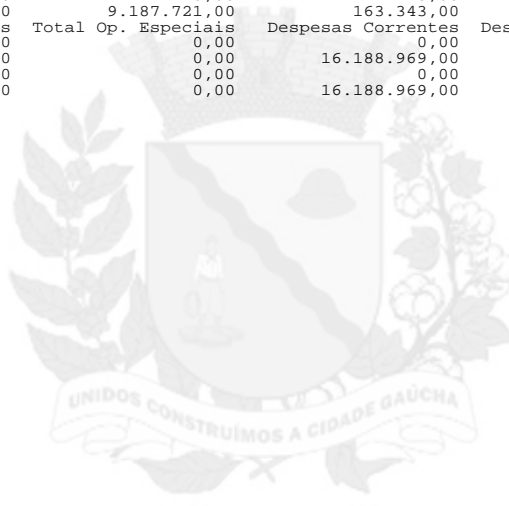 0 9.187.721,00 163.343,00
s Total Op. Especiais Despesas Correntes Des
0 0,00 0,00
0 0,00 16.188.969,00
0 0,00 0,00
0 0,00 16.188.969,00
UNIDOS CONSTRUÍMOS A CIDADE GAÚCHA